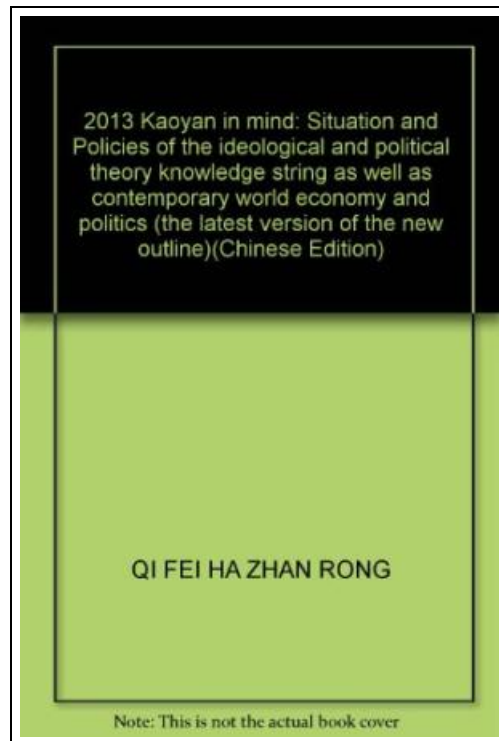 2013 Kaoyan in mind: Situation and
Policies of the ideological and political
theory knowledge string as well as
contemporary world economy and
politics (the latest version of the new
outline)(Chinese Edition)
QI FEI HA ZHAN RONG
Note: This is not the actual book cover